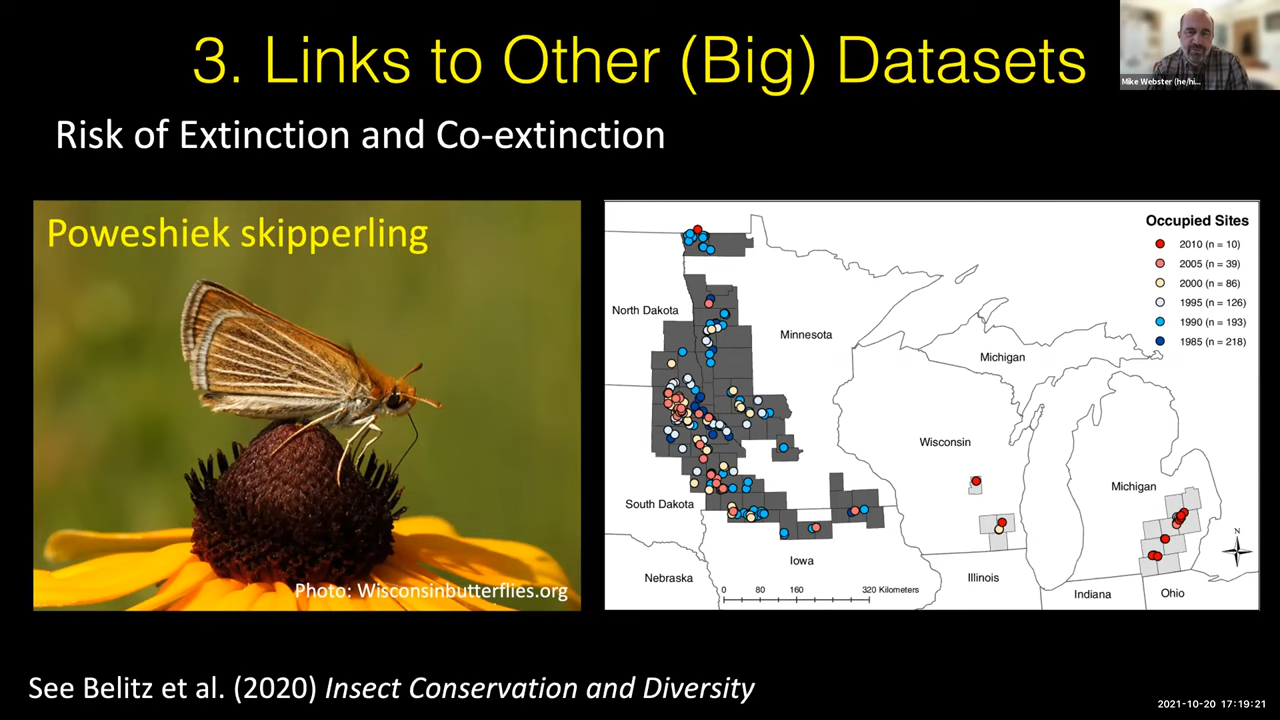 3. Links to Other (Big) Datasets
Mike Webster (he/hi...
Risk of Extinction and Co-extinction
Poweshiek skipperling
Photo: Wisconsinbutterflies.org
Occupied Sites
2010 (n = 10)
2005 (n = 39)
2000 (n = 86)
1995 (n = 126)
1990 (n = 193)
1985 (n = 218)
North Dakota
Minnesota
Michigan
Wisconsin
Michigan
South Dakota
N
Iowa
Nebraska
Illinois
Indiana
Ohio
0 80 160 320 Kilometers
See Belitz et al. (2020) Insect Conservation and Diversity
2021-10-20 17:19:21